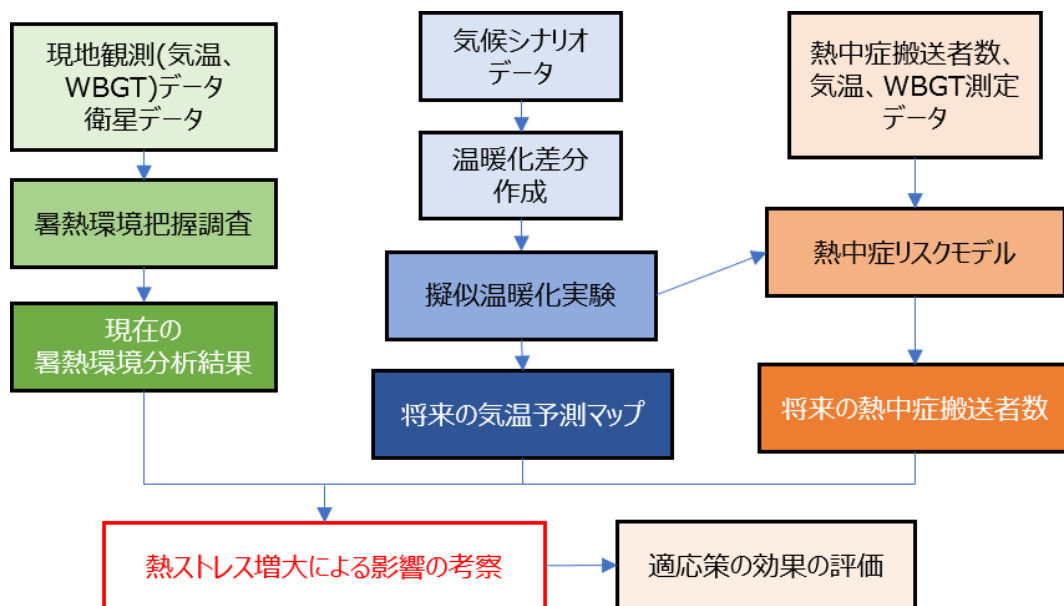 現地観測(気温、
WBGT)データ
衛星データ
暑熱環境把握調査
現在の
暑熱環境分析結果
気候シナリオ
データ
温暖化差分
作成
擬似温暖化実験
将来の気温予測マップ
熱中症搬送者数、
気温、WBGT測定
データ
熱中症リスクモデル
将来の熱中症搬送者数
熱ストレス増大による影響の考察
適応策の効果の評価